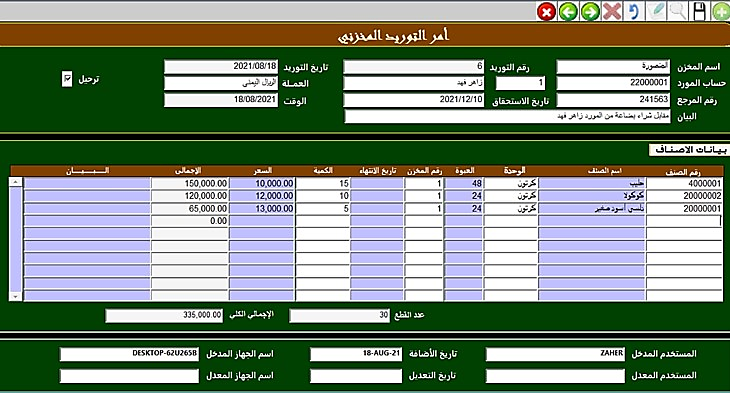 أمر التوريد المخزني
اسم المخزن المنصورة رقم التوريد 6 تاريخ التوريد 2021/08/18
حساب المورد 22000001 1 زاهر فهد العملة الريال اليمني ترحيل
رقم المرجع 241563 تاريخ الاستحقاق 2021/12/10 الوقت 18/08/2021
البيان مقابل شراء بضاعة من المورد زاهر فهد
بيانات الاصناف
رقم الصنف اسم الصنف الوحدة العبوة رقم المخزن تاريخ الانتهاء الكمية السعر الإجمالى الـبـــيـــان
4000001 حليب كرتون 48 1 15 10,000.00 150,000.00
20000002 كوكولا كرتون 24 1 10 12,000.00 120,000.00
20000001 أسود صغير كرتون 24 1 5 13,000.00 65,000.00
0.00
عدد القطع 30 الإجمالي الكلي 335,000.00
المستخدم المدخل ZAHER تاريخ الأضافة 18-AUG-21 اسم الجهاز المدخل DESKTOP-62U265B
المستخدم المعدل تاريخ التعديل اسم الجهاز المعدل